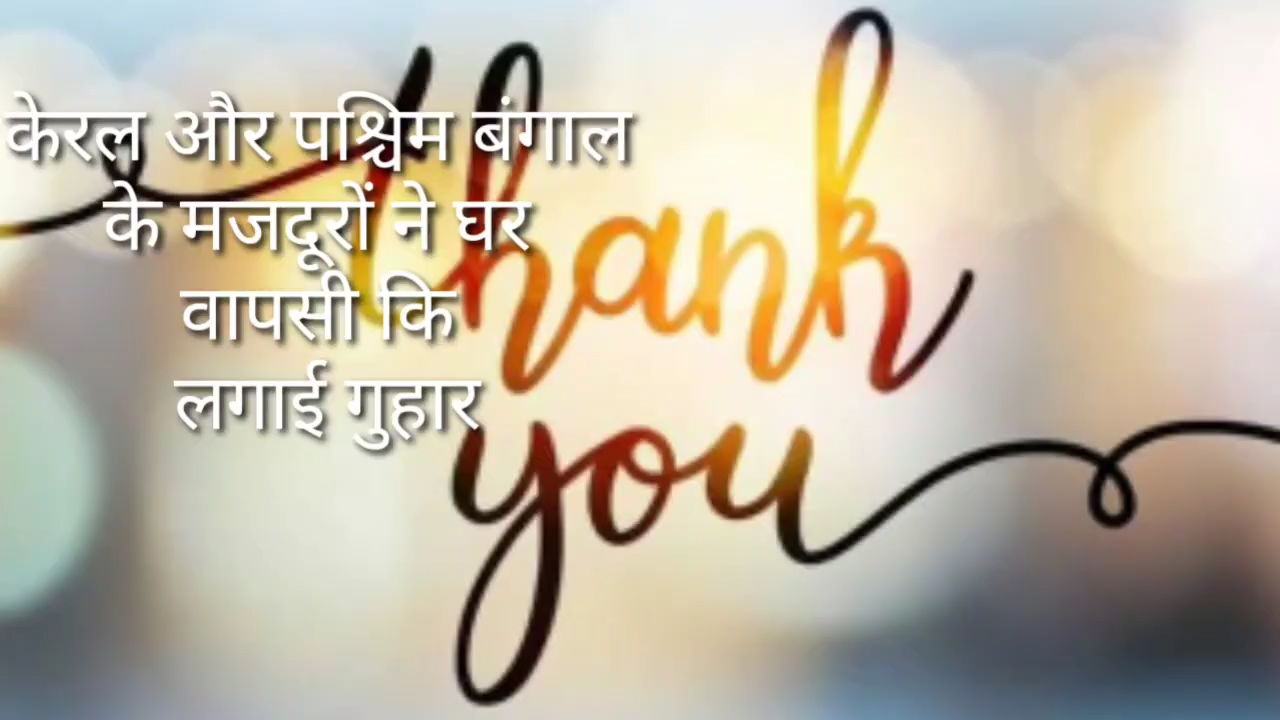 केरल और पश्चिम बंगाल
के मजदूरों ने घर
वापसी कि
लगाई गुहार
thank
you